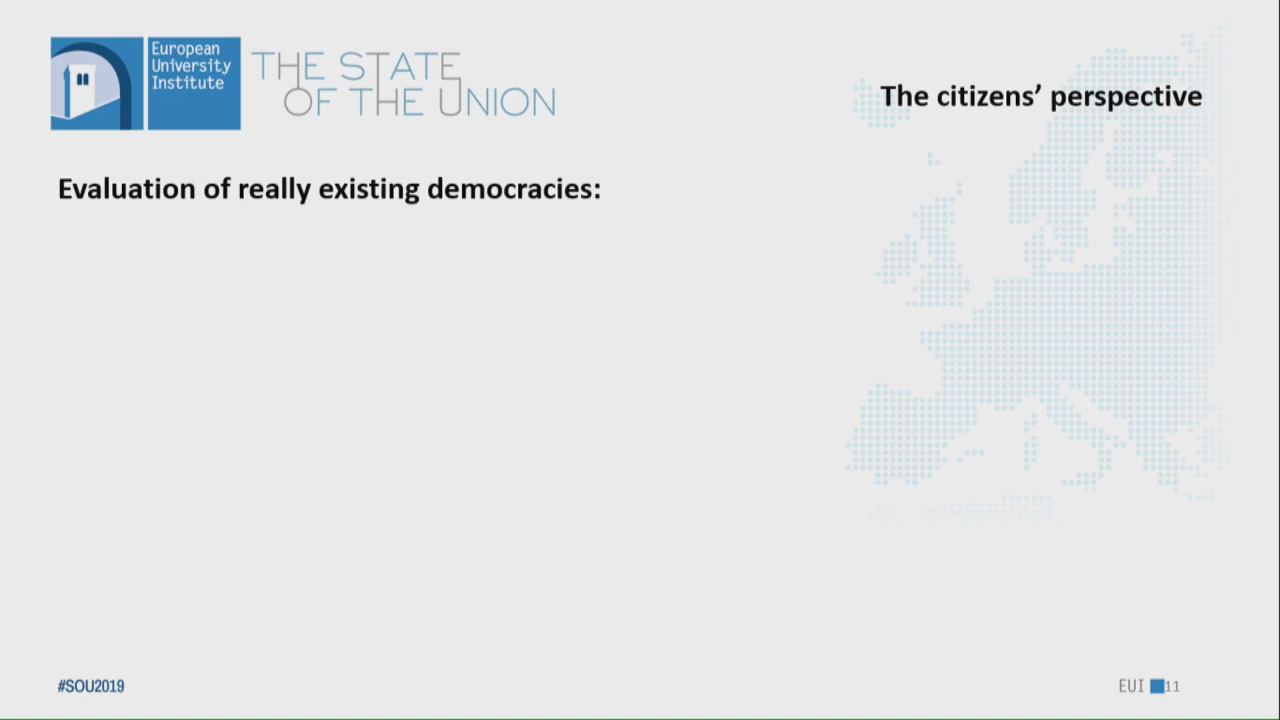 European
University
Institute
THE STATE
OF THE UNION
The citizens’ perspective
Evaluation of really existing democracies:
#SOU2019
EUI 11